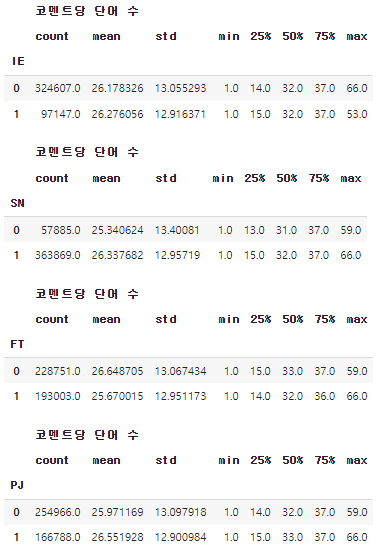 코멘트당 단어 수
count mean std min 25% 50% 75% max
IE
0 324607.0 26.178326 13.055293 1.0 14.0 32.0 37.0 66.0
1 97147.0 26.276056 12.916371 1.0 15.0 32.0 37.0 53.0
코멘트당 단어 수
count mean std min 25% 50% 75% max
SN
0 57885.0 25.340624 13.40081 1.0 13.0 31.0 37.0 59.0
1 363869.0 26.337682 12.95719 1.0 15.0 32.0 37.0 66.0
코멘트당 단어 수
count mean std min 25% 50% 75% max
FT
0 228751.0 26.648705 13.067434 1.0 15.0 33.0 37.0 59.0
1 193003.0 25.670015 12.951173 1.0 14.0 32.0 36.0 66.0
코멘트당 단어 수
count mean std min 25% 50% 75% max
PJ
0 254966.0 25.971169 13.097918 1.0 14.0 32.0 37.0 59.0
1 166788.0 26.551928 12.900984 1.0 15.0 33.0 37.0 66.0